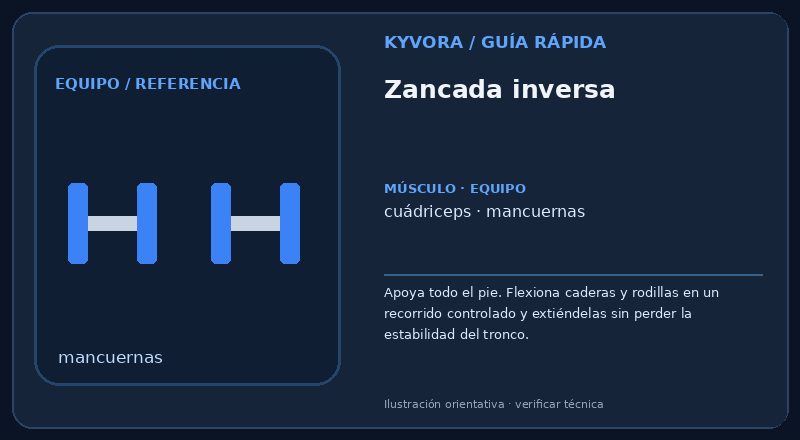 EQUIPO / REFERENCIA
mancuernas
KYVORA / GUÍA RÁPIDA
Zancada inversa
MÚSCULO · EQUIPO
cuádriceps · mancuernas
Apoya todo el pie. Flexiona caderas y rodillas en un
recorrido controlado y extiéndelas sin perder la
estabilidad del tronco.
Ilustración orientativa · verificar técnica